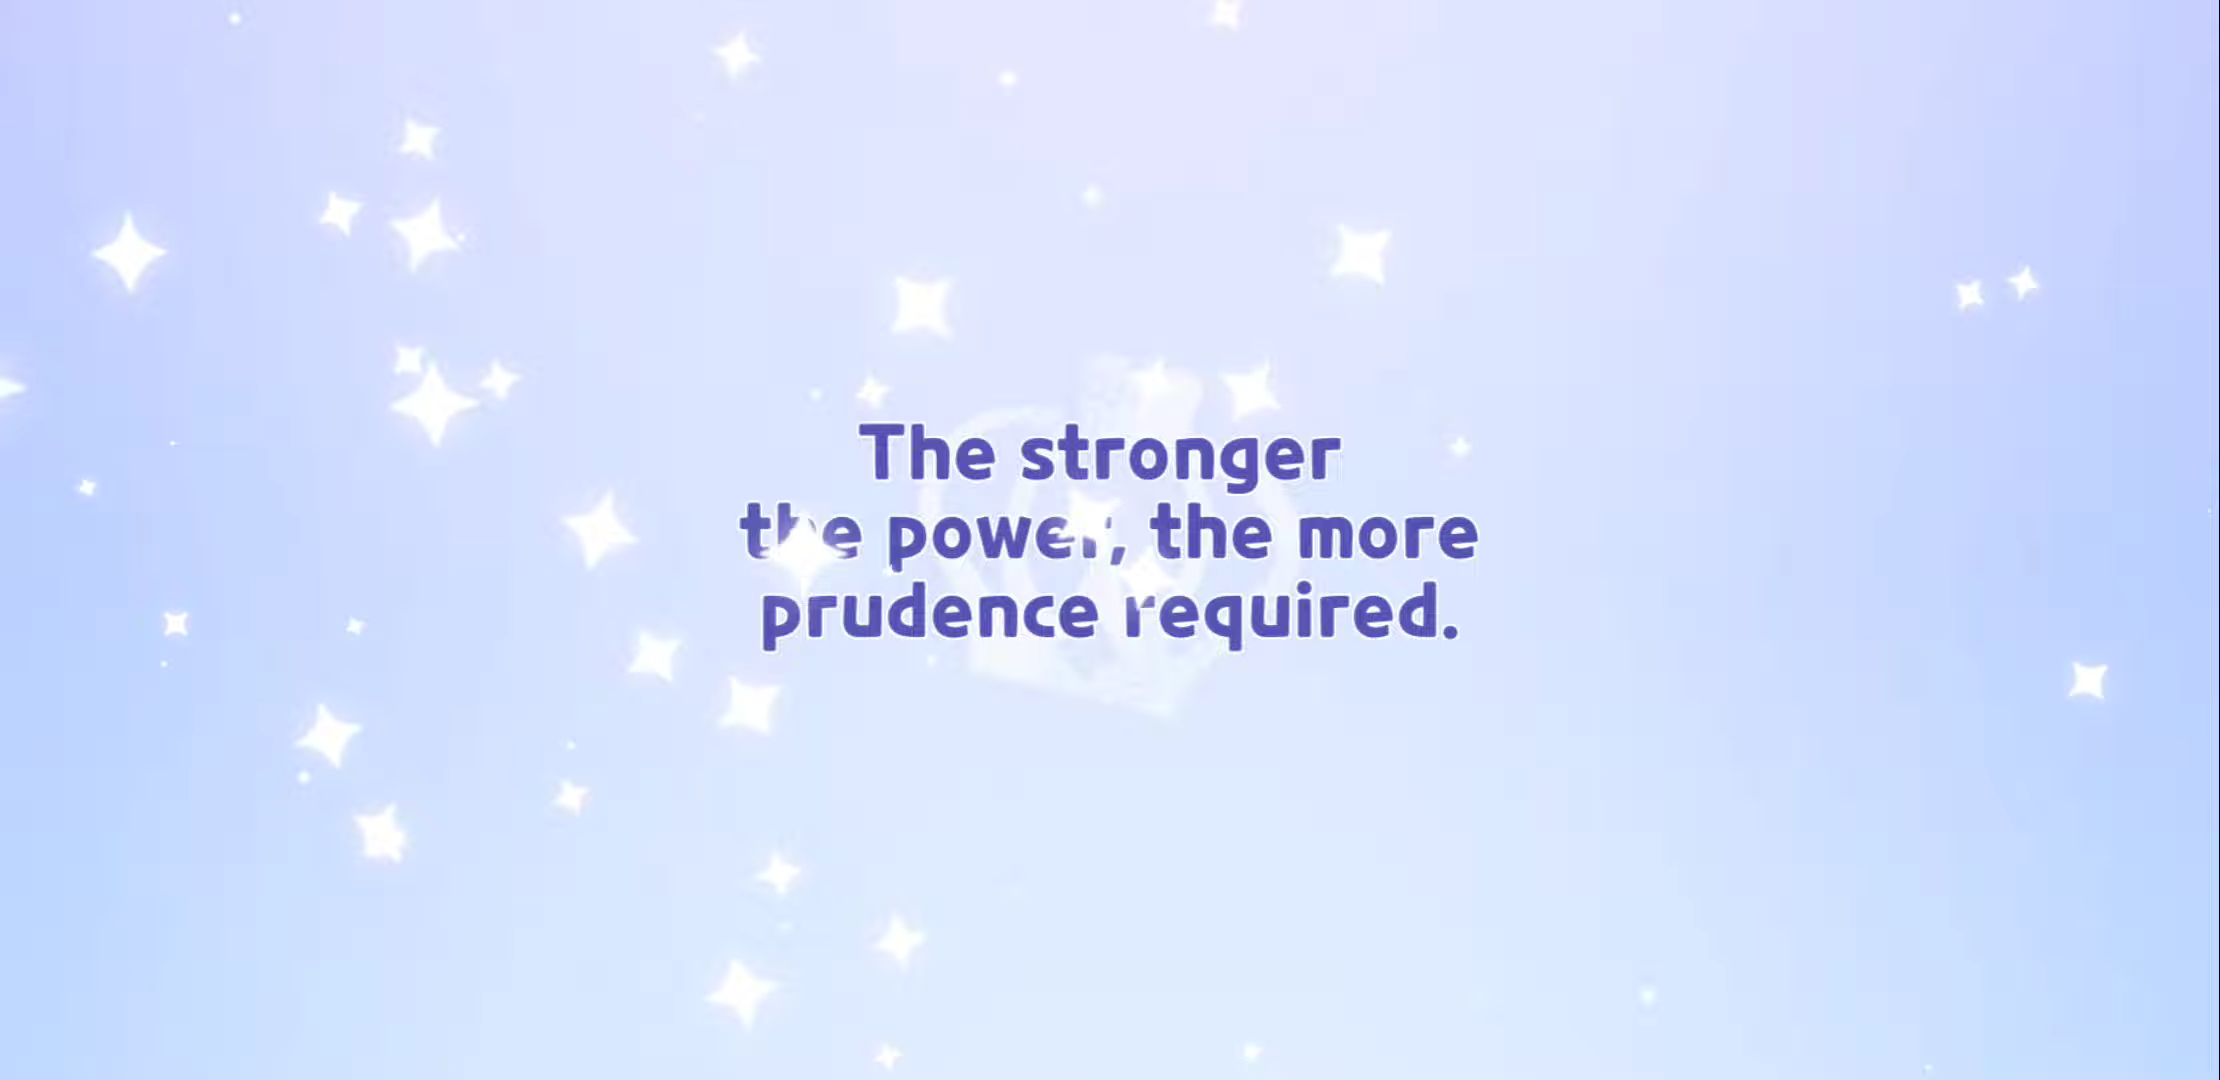 The stronger
the power, the more
prudence required.